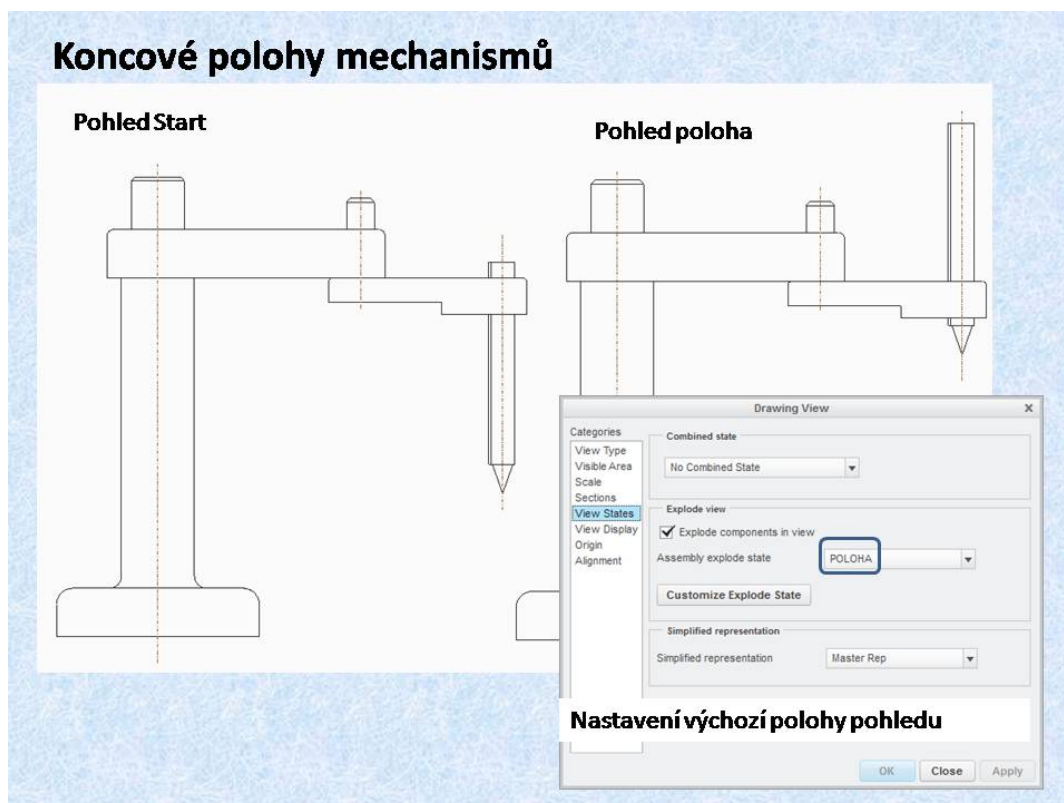 Koncové polohy mechanismů
Pohled Start
Pohled poloha
Drawing View
x
Categories
View Type
Visible Area
Scale
Sections
View States
View Display
Origin
Alignment
Combined state
No Combined State
Explode view
Explode components in view
Assembly explode state
POLOHA
Customize Explode State
Simplified representation
Simplified representation
Master Rep
Nastavení výchozí polohy pohledu
OK
Close
Apply